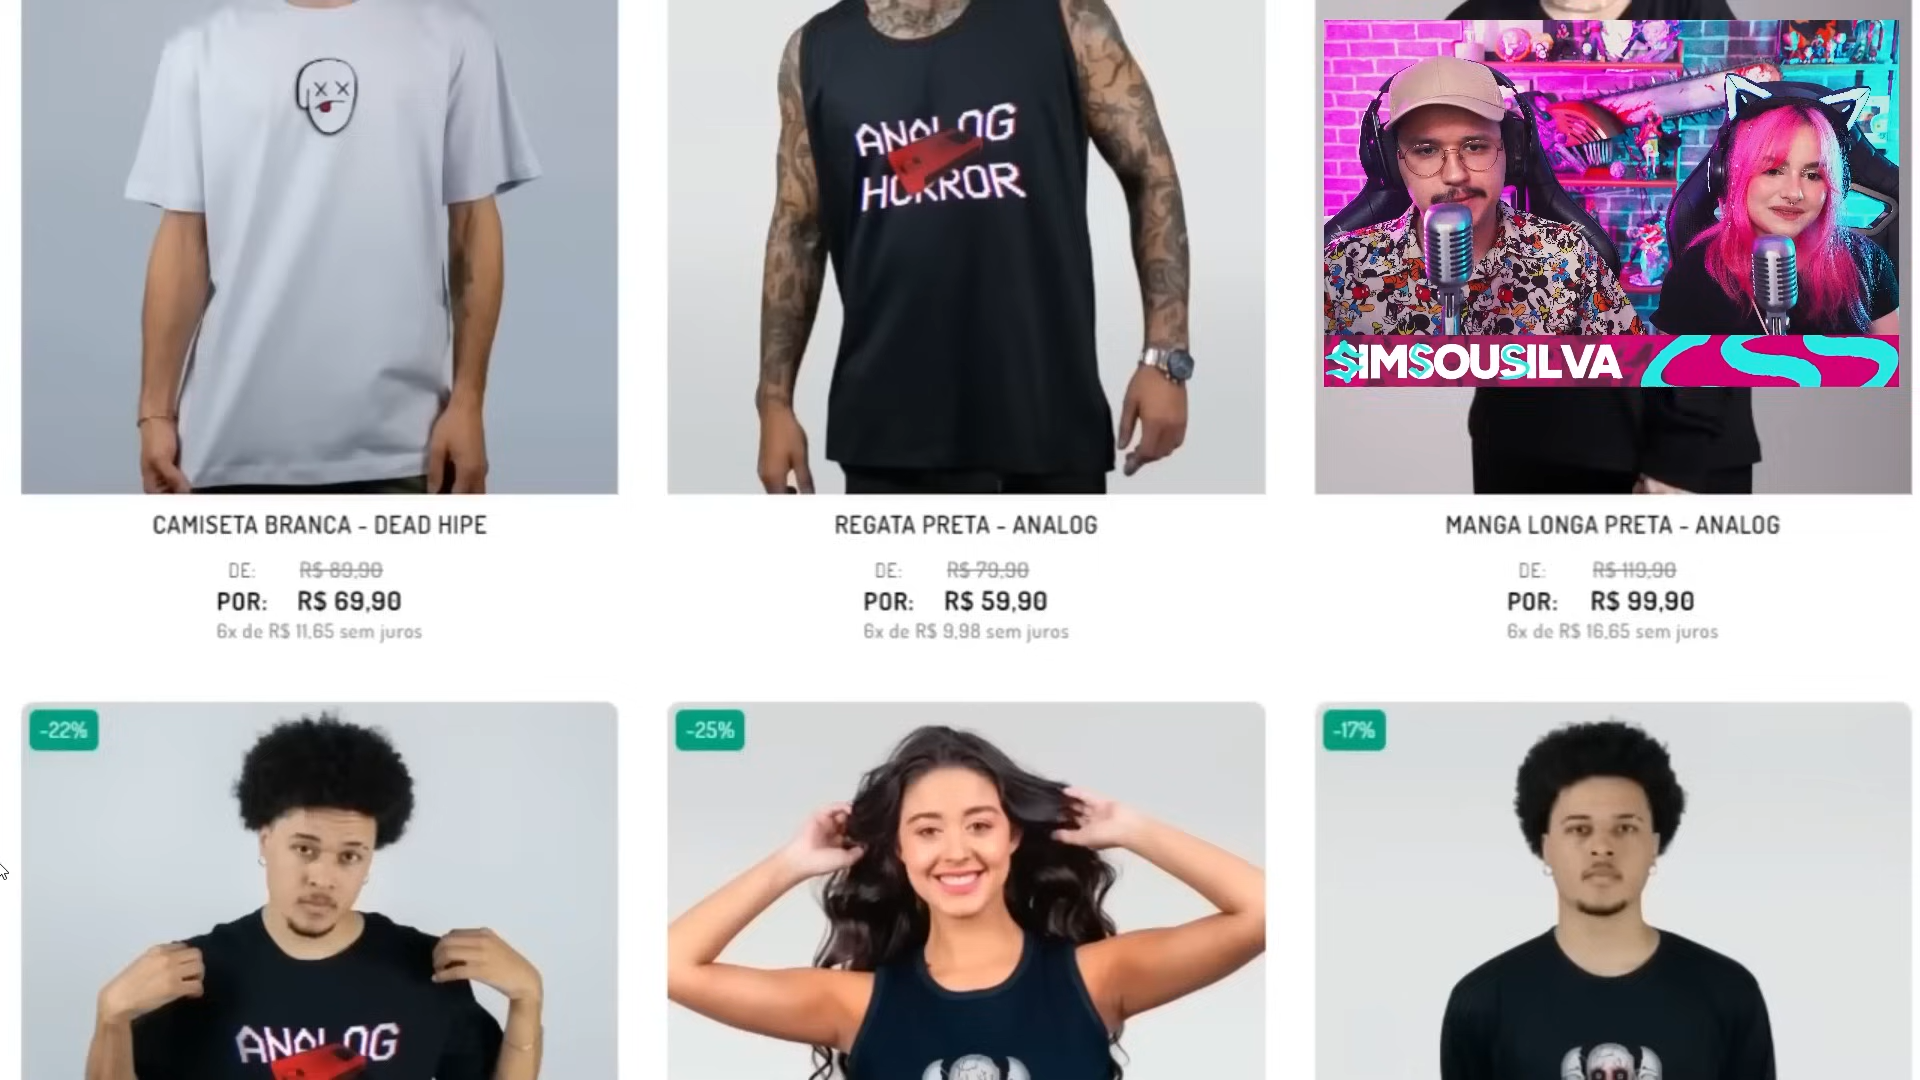 ANALOG
HORROR
SIMSOUSILVA
CAMISETA BRANCA - DEAD HIPE
DE: R$ 89,90
POR: R$ 69,90
6x de R$ 11,65 sem juros
REGATA PRETA - ANALOG
DE: R$ 79,90
POR: R$ 59,90
6x de R$ 9,98 sem juros
MANGA LONGA PRETA - ANALOG
DE: R$ 119,90
POR: R$ 99,90
6x de R$ 16,65 sem juros
-22%
-25%
-17%
ANALOG